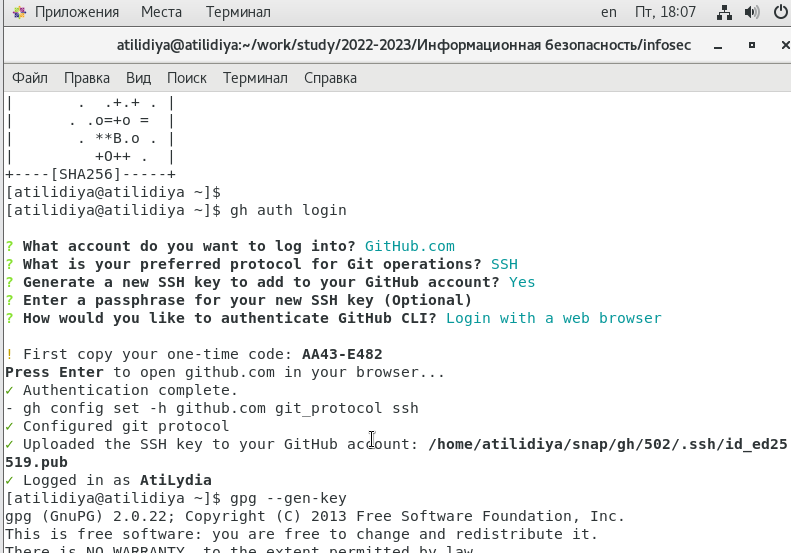 Приложения Места Терминал en Пт, 18:07
atilidiya@atilidiya:~/work/study/2022-2023/Информационная безопасность/infosec
Файл Правка Вид Поиск Терминал Справка
|        .  .+.+ . |
|       . .o=+o =  |
|        . **B.o . |
|          +O++ .  |
+----[SHA256]-----+
[atilidiya@atilidiya ~]$
[atilidiya@atilidiya ~]$ gh auth login
? What account do you want to log into? GitHub.com
? What is your preferred protocol for Git operations? SSH
? Generate a new SSH key to add to your GitHub account? Yes
? Enter a passphrase for your new SSH key (Optional)
? How would you like to authenticate GitHub CLI? Login with a web browser
! First copy your one-time code: AA43-E482
Press Enter to open github.com in your browser...
✓ Authentication complete.
- gh config set -h github.com git_protocol ssh
✓ Configured git protocol
✓ Uploaded the SSH key to your GitHub account: /home/atilidiya/snap/gh/502/.ssh/id_ed25
519.pub
✓ Logged in as AtiLydia
[atilidiya@atilidiya ~]$ gpg --gen-key
gpg (GnuPG) 2.0.22; Copyright (C) 2013 Free Software Foundation, Inc.
This is free software: you are free to change and redistribute it.
There is NO WARRANTY, to the extent permitted by law.